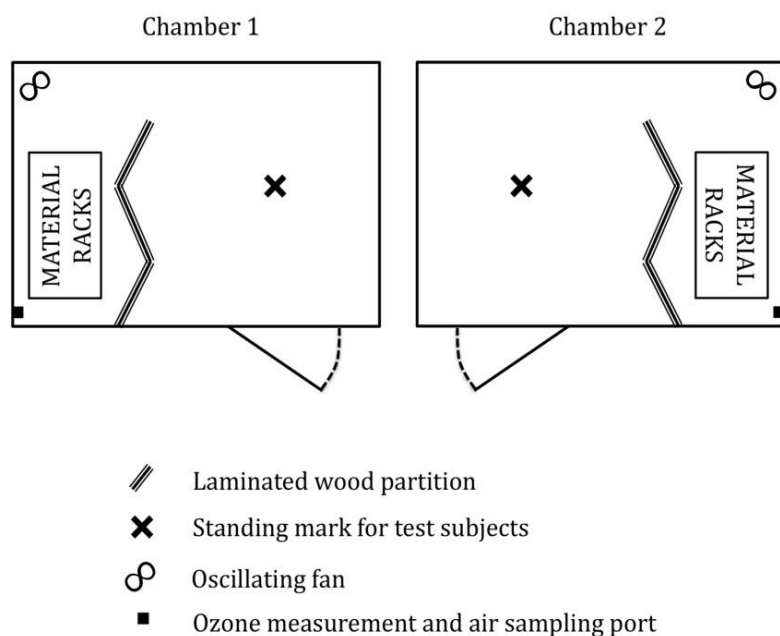 Chamber 1
Chamber 2
MATERIAL
RACKS
MATERIAL
RACKS
Laminated wood partition
Standing mark for test subjects
Oscillating fan
Ozone measurement and air sampling port